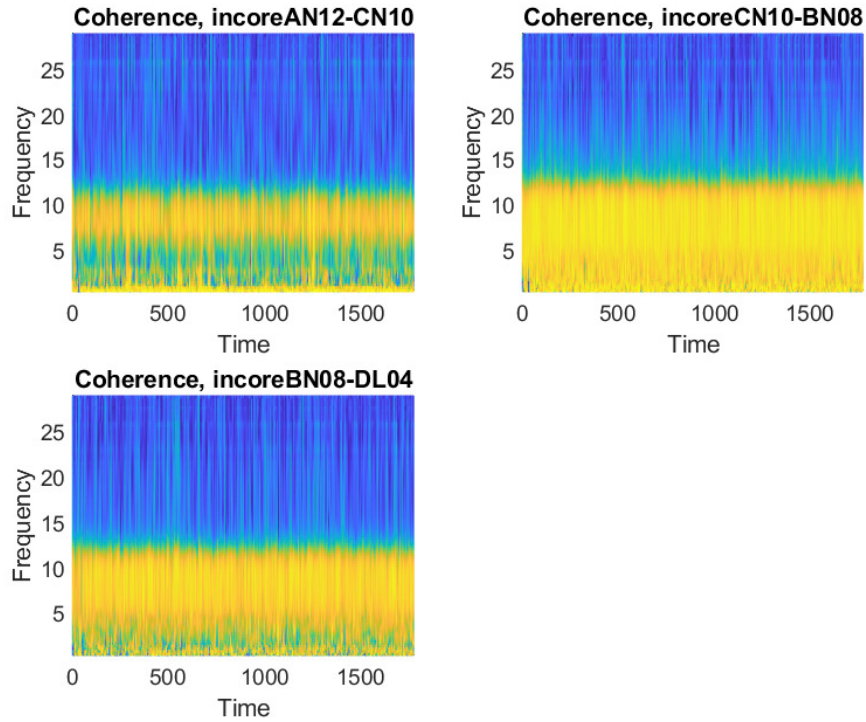 Coherence, incoreAN12-CN10
25
20
15
10
5
Frequency
0 500 1000 1500
Time
Coherence, incoreCN10-BN08
25
20
15
10
5
Frequency
0 500 1000 1500
Time
Coherence, incoreBN08-DL04
25
20
15
10
5
Frequency
0 500 1000 1500
Time